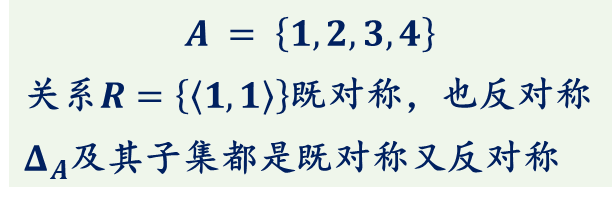 A = {1,2,3,4}
关系R = {⟨1,1⟩}既对称，也反对称
Δ_A及其子集都是既对称又反对称